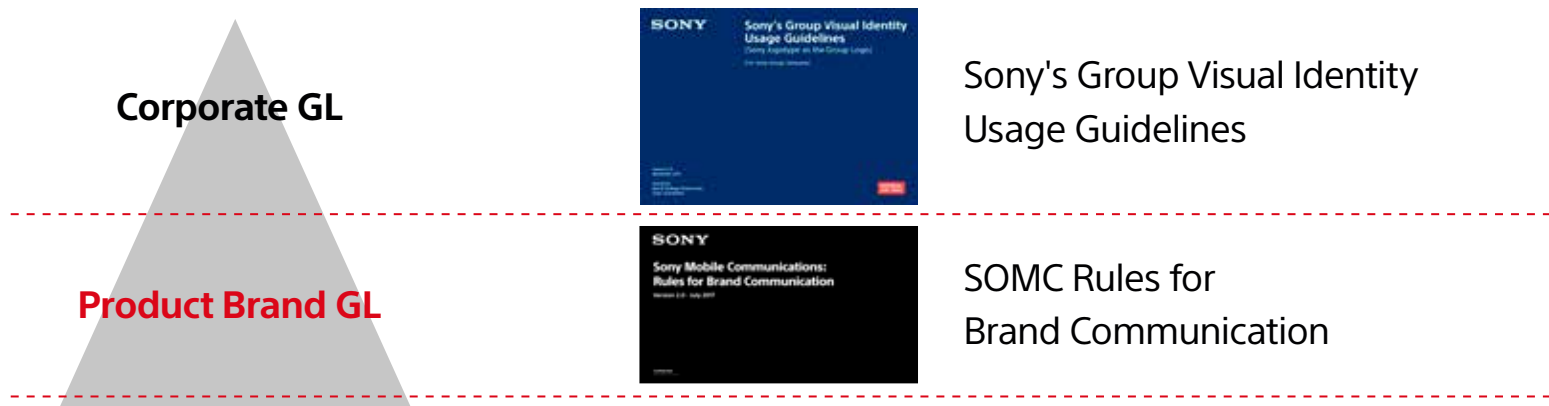 Corporate GL
SONY
Sony's Group Visual Identity
Usage Guidelines
(Sony logotype as the Group Logo)
Sony's Group Visual Identity
Usage Guidelines
Product Brand GL
SONY
Sony Mobile Communications:
Rules for Brand Communication
Version 2.0 - July 2017
SOMC Rules for
Brand Communication